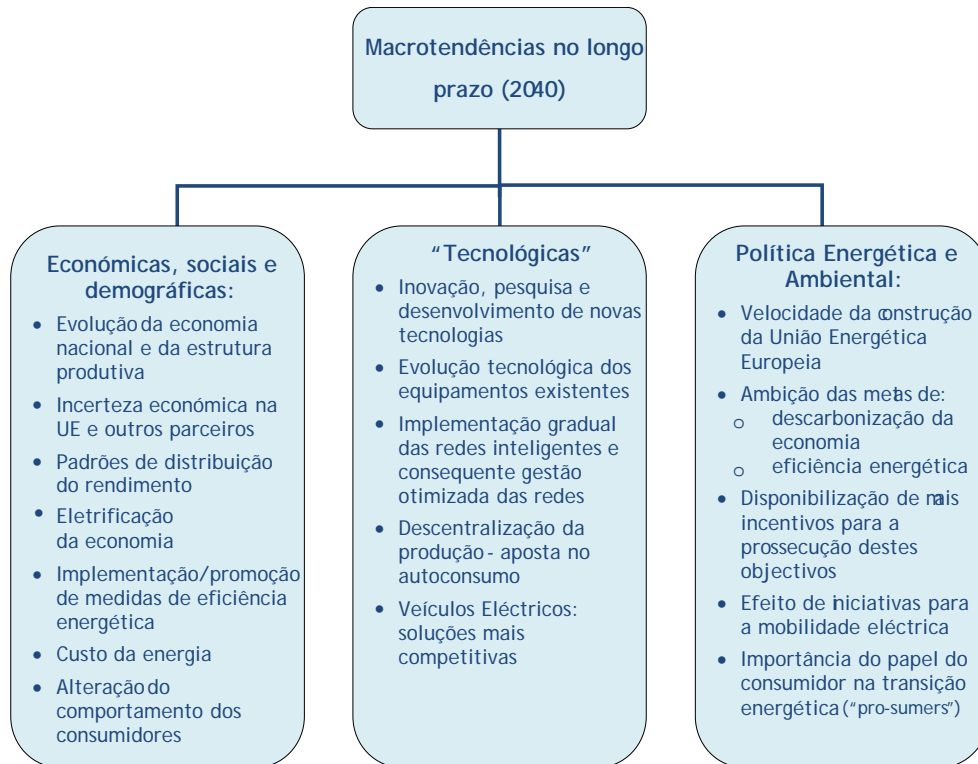 Macrotendências no longo
prazo (2040)
Económicas, sociais e
demográficas:
• Evolução da economia
nacional e da estrutura
produtiva
• Incerteza económica na
UE e outros parceiros
• Padrões de distribuição
do rendimento
• Eletrificação
da economia
• Implementação/promoção
de medidas de eficiência
energética
• Custo da energia
• Alteração do
comportamento dos
consumidores
"Tecnológicas"
• Inovação, pesquisa e
desenvolvimento de novas
tecnologias
• Evolução tecnológica dos
equipamentos existentes
• Implementação gradual
das redes inteligentes e
consequente gestão
otimizada das redes
• Descentralização da
produção - aposta no
autoconsumo
• Veículos Eléctricos:
soluções mais
competitivas
Política Energética e
Ambiental:
• Velocidade da construção
da União Energética
Europeia
• Ambição das metas de:
o descarbonização da
economia
o eficiência energética
• Disponibilização de mais
incentivos para a
prossecução destes
objectivos
• Efeito de iniciativas para
a mobilidade eléctrica
• Importância do papel do
consumidor na transição
energética ("pro-sumers")